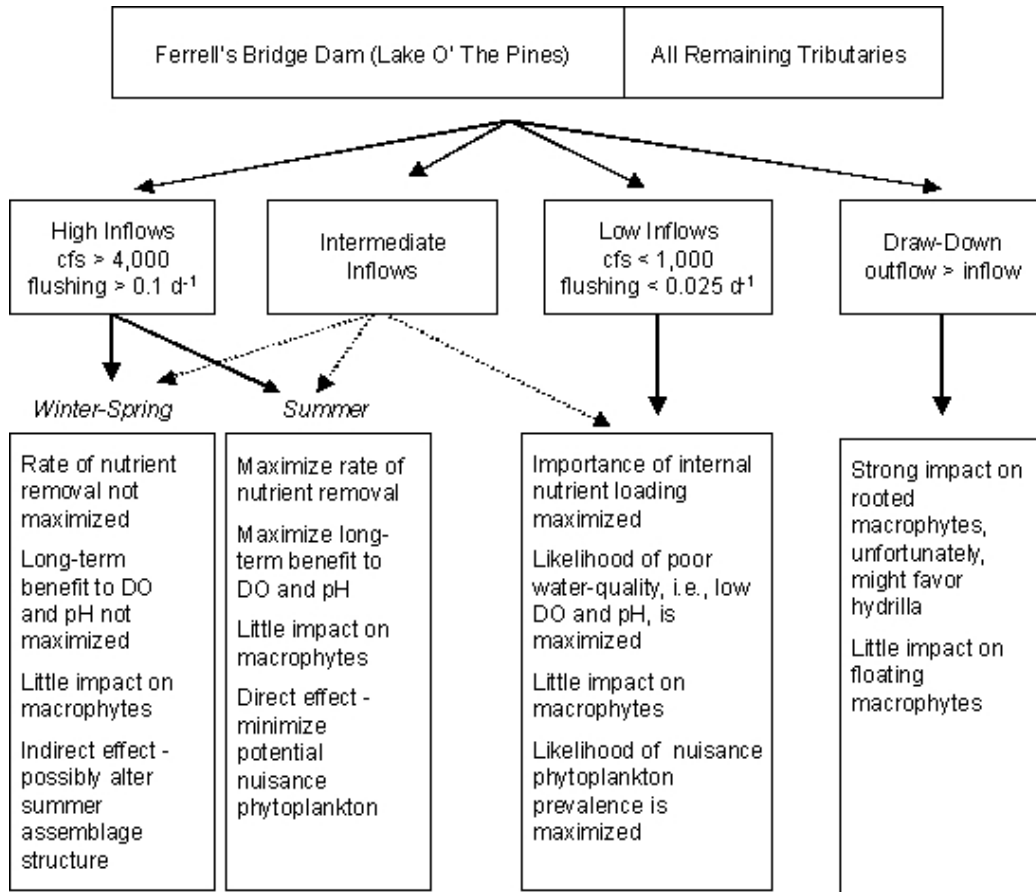 Ferrell's Bridge Dam (Lake O' The Pines)
All Remaining Tributaries
High Inflows
cfs > 4,000
flushing > 0.1 d-1
Intermediate
Inflows
Low Inflows
cfs < 1,000
flushing < 0.025 d-1
Draw-Down
outflow > inflow
Winter-Spring
Summer
Rate of nutrient
removal not
maximized
Long-term
benefit to DO
and pH not
maximized
Little impact on
macrophytes
Indirect effect -
possibly alter
summer
assemblage
structure
Maximize rate of
nutrient removal
Maximize long-
term benefit to
DO and pH
Little impact on
macrophytes
Direct effect -
minimize
potential
nuisance
phytoplankton
Importance of internal
nutrient loading
maximized
Likelihood of poor
water-quality, i.e., low
DO and pH, is
maximized
Little impact on
macrophytes
Likelihood of nuisance
phytoplankton
prevalence is
maximized
Strong impact on
rooted
macrophytes,
unfortunately,
might favor
hydrilla
Little impact on
floating
macrophytes